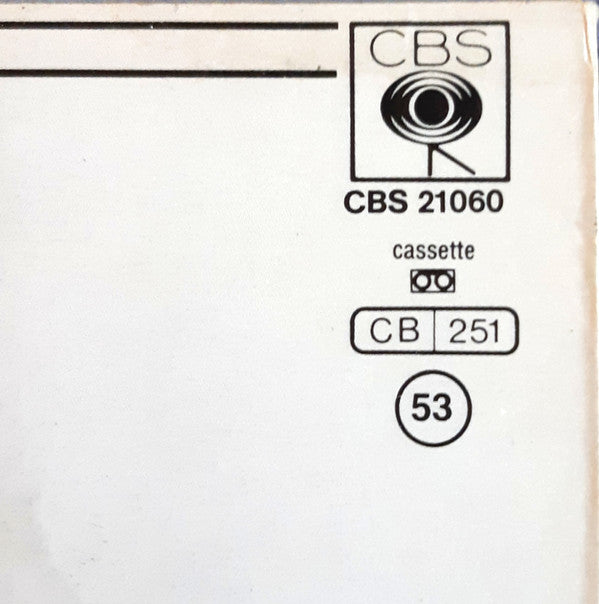 CBS
CBS 21060
cassette
CB 251
53